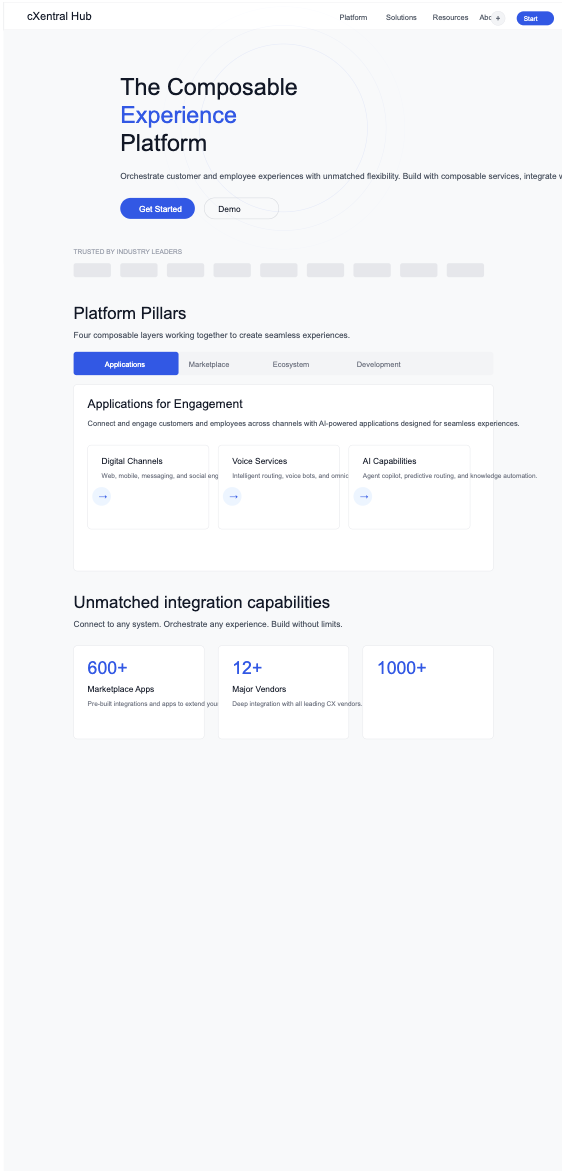 cXentral Hub
Platform Solutions Resources Abo + Start
The Composable
Experience
Platform
Orchestrate customer and employee experiences with unmatched flexibility. Build with composable services, integrate w
Get Started Demo
TRUSTED BY INDUSTRY LEADERS
Platform Pillars
Four composable layers working together to create seamless experiences.
Applications Marketplace Ecosystem Development
Applications for Engagement
Connect and engage customers and employees across channels with AI-powered applications designed for seamless experiences.
Digital Channels
Web, mobile, messaging, and social eng
→
Voice Services
Intelligent routing, voice bots, and omnic
→
AI Capabilities
Agent copilot, predictive routing, and knowledge automation.
→
Unmatched integration capabilities
Connect to any system. Orchestrate any experience. Build without limits.
600+
Marketplace Apps
Pre-built integrations and apps to extend your
12+
Major Vendors
Deep integration with all leading CX vendors.
1000+